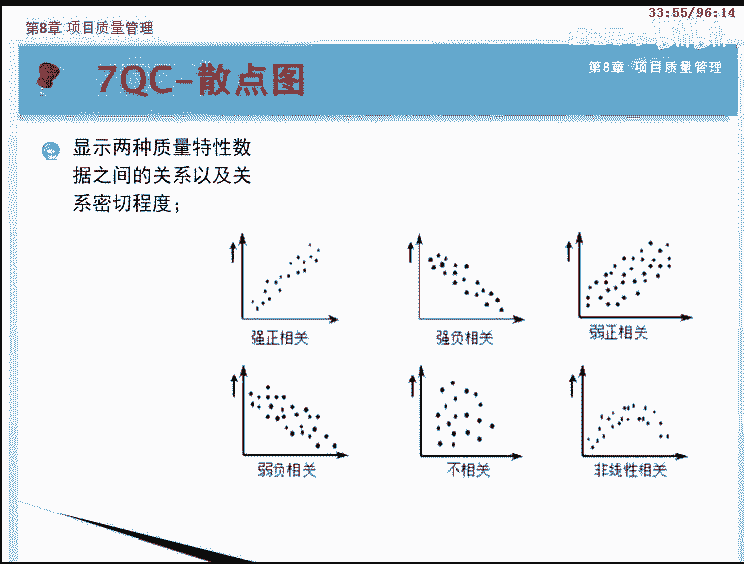 33:55/96:14
第8章 项目质量管理
第8章 项目质量管理
7QC-散点图
显示两种质量特性数
据之间的关系以及关
系密切程度；
强正相关
强负相关
弱正相关
弱负相关
不相关
非线性相关